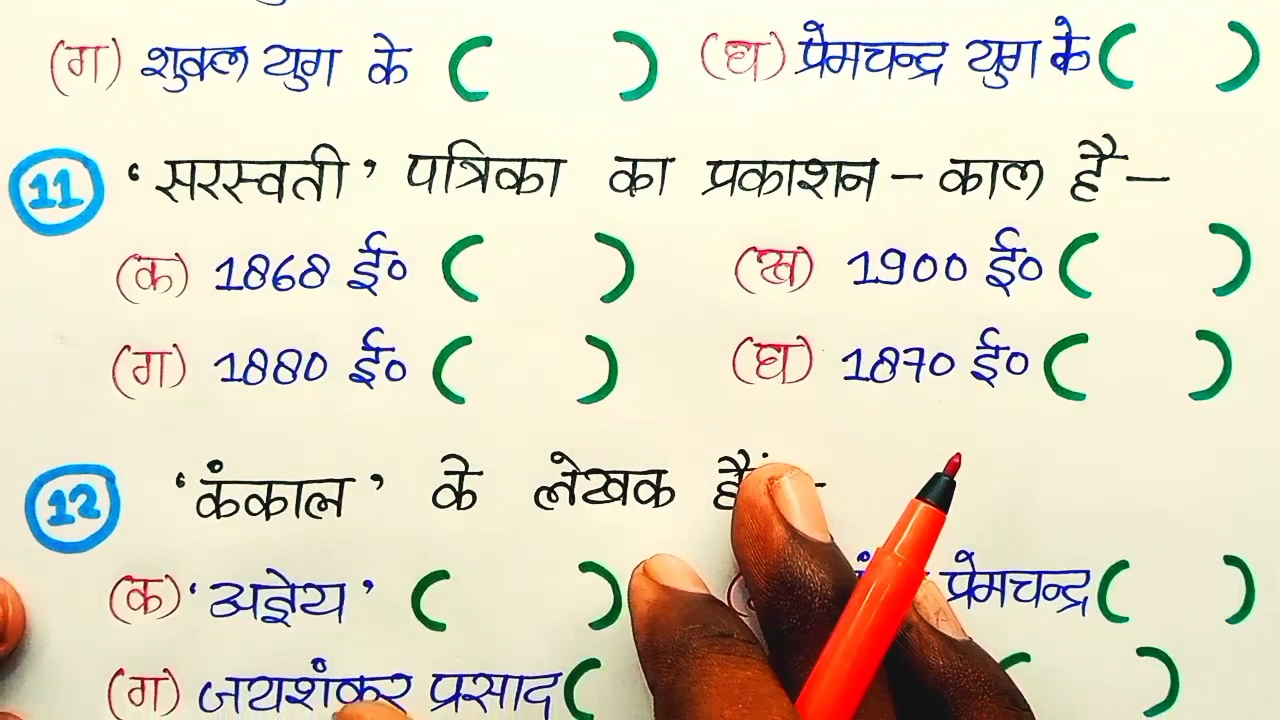 (ग) शुक्ल युग के ( ) (घ) प्रेमचन्द्र युग के ( )
11 ‘सरस्वती’ पत्रिका का प्रकाशन – काल है –
(क) 1868 ई० ( ) (ख) 1900 ई० ( )
(ग) 1880 ई० ( ) (घ) 1870 ई० ( )
12 ‘कंकाल’ के लेखक हैं -
(क) ‘अज्ञेय’ ( ) प्रेमचन्द्र ( )
(ग) जयशंकर प्रसाद ( ) ( )